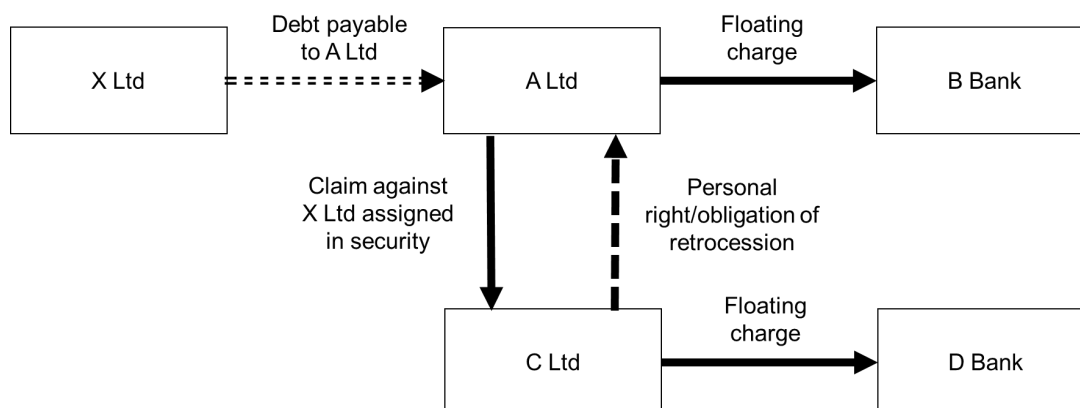 Debt payable
to A Ltd
Floating
charge
X Ltd
A Ltd
B Bank
Claim against
X Ltd assigned
in security
Personal
right/obligation of
retrocession
Floating
charge
C Ltd
D Bank